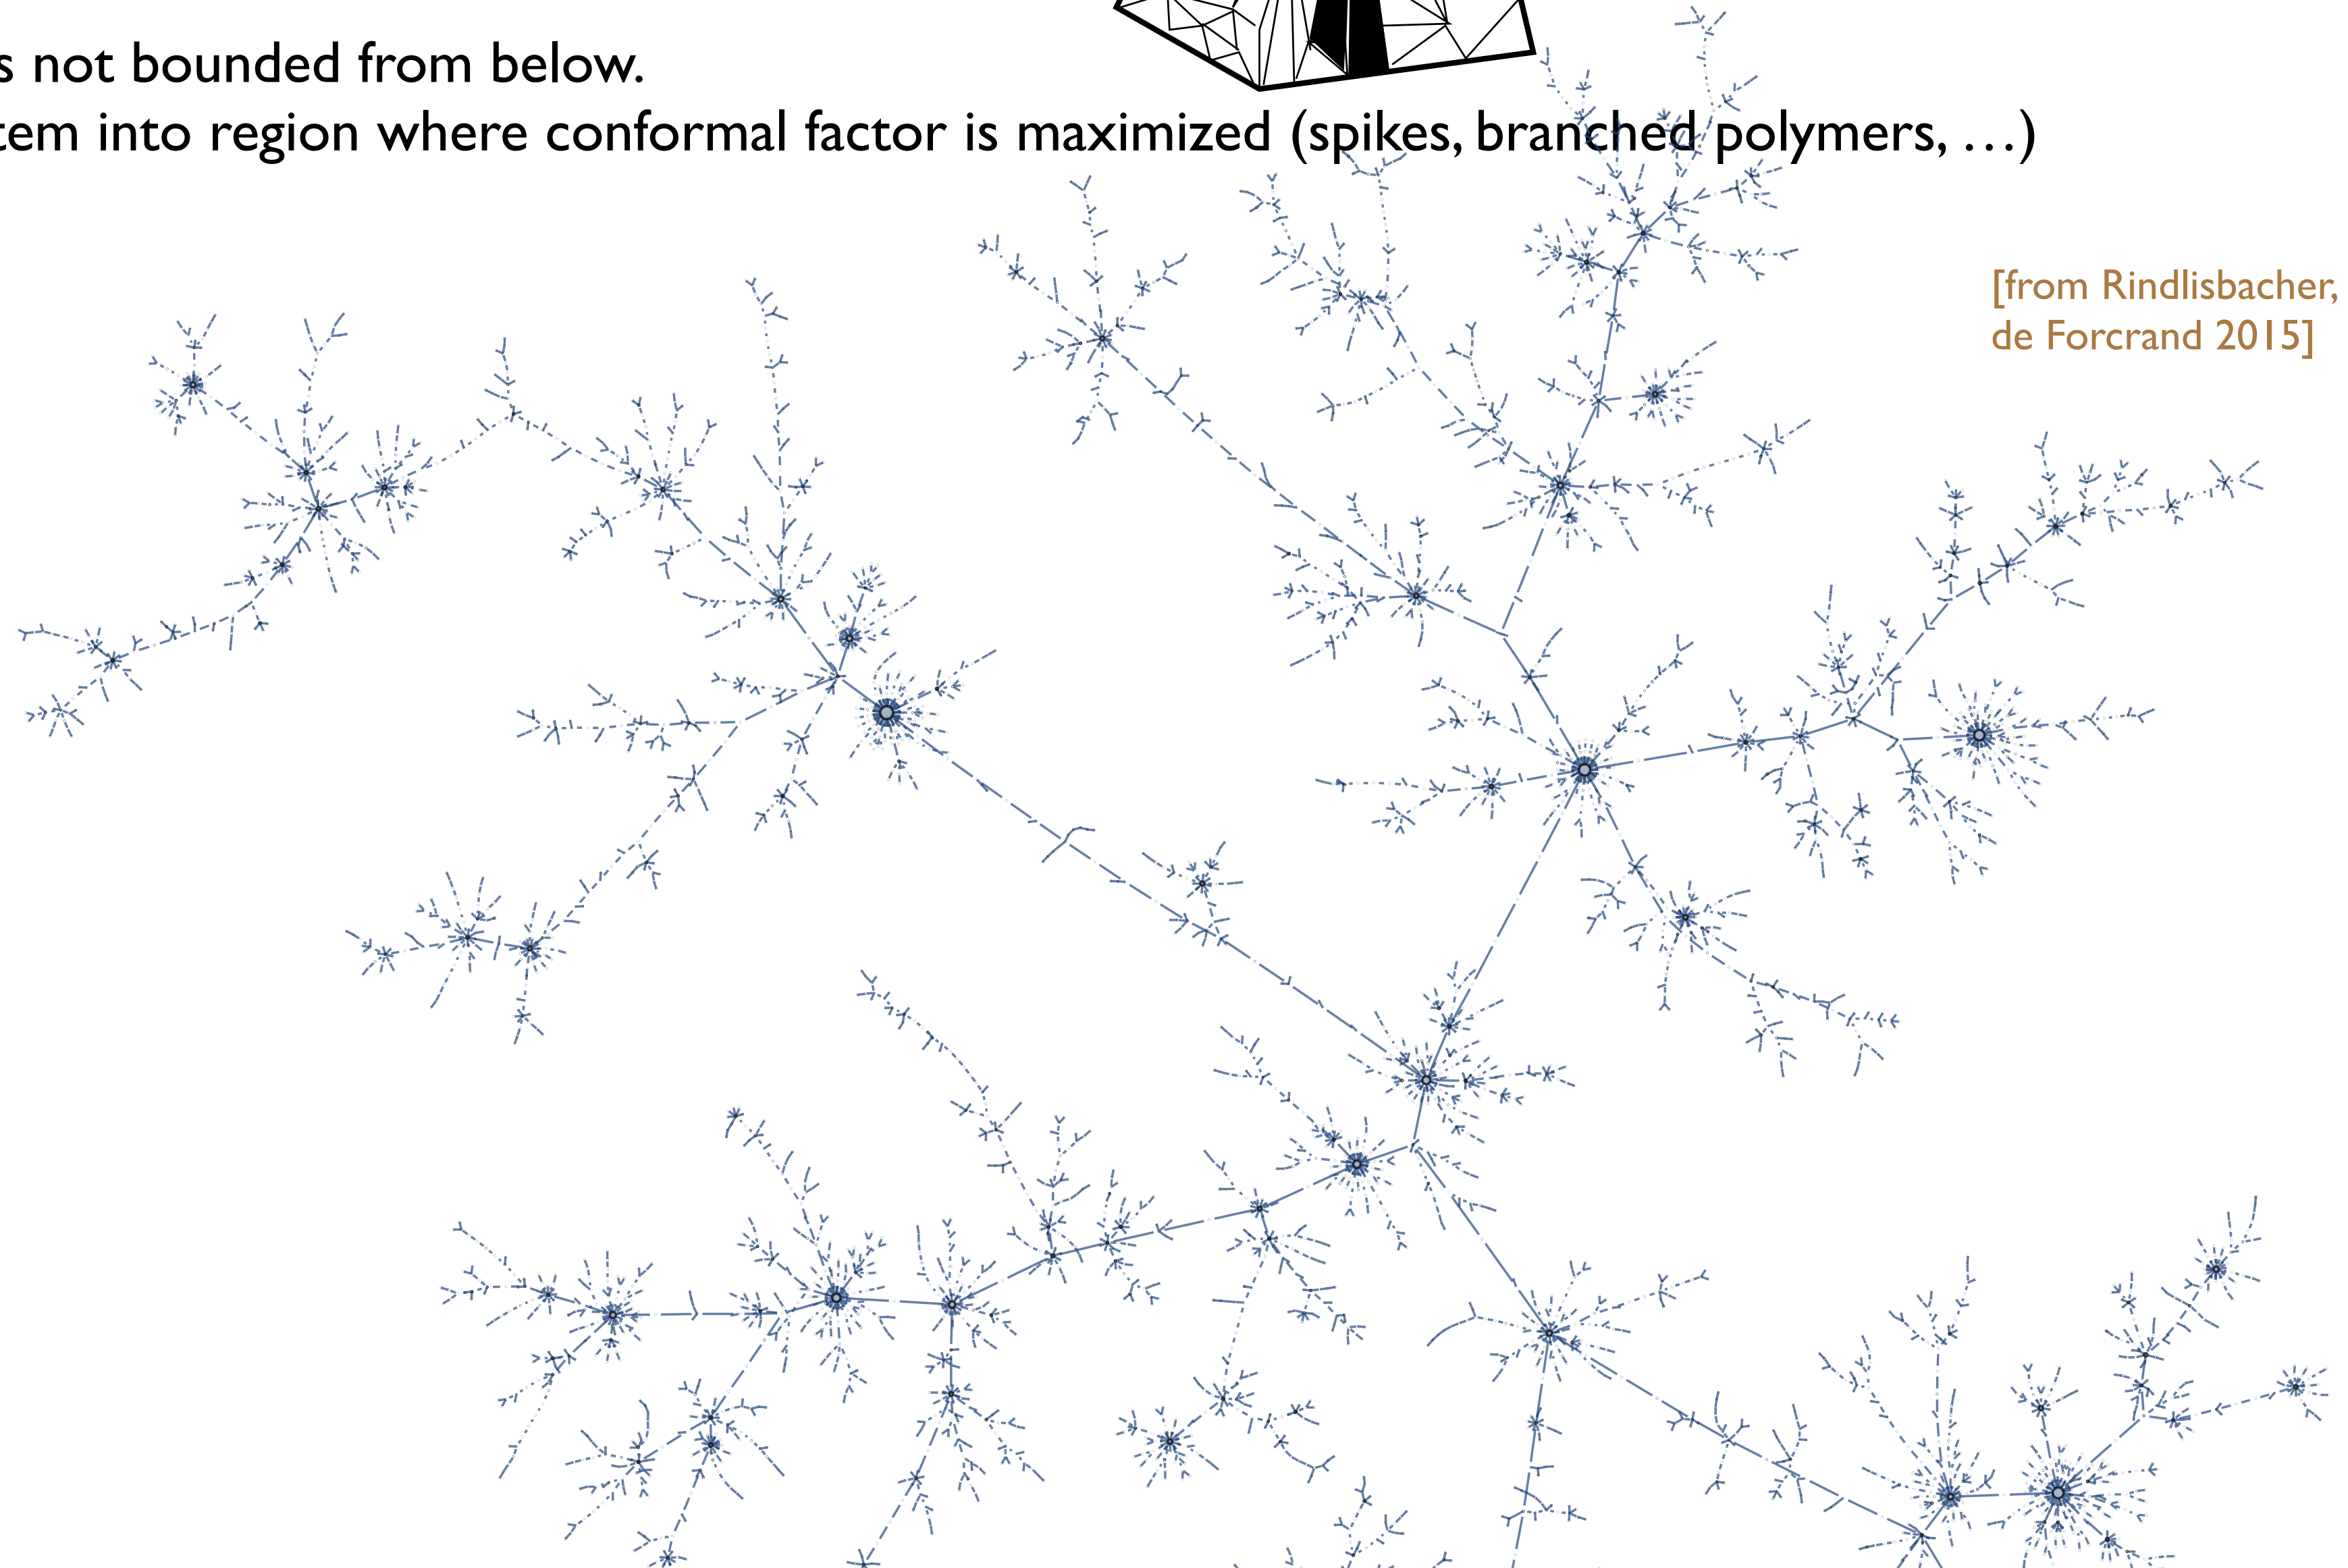 s not bounded from below.
tem into region where conformal factor is maximized (spikes, branched polymers, …)
[from Rindlisbacher,
de Forcrand 2015]